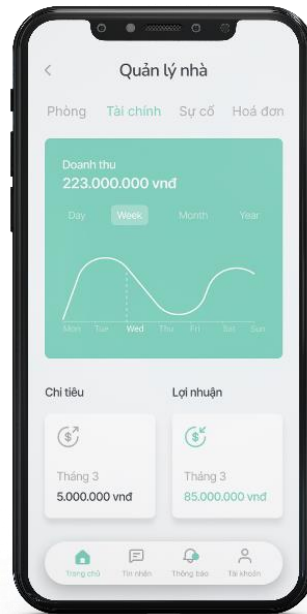 Quản lý nhà
Phòng Tài chính Sự cố Hoá đơn
Doanh thu
223.000.000 vnđ
Day Week Month Year
Mon Tue Wed Thu Fri Sat Sun
Chi tiêu Lợi nhuận
Tháng 3 Tháng 3
5.000.000 vnđ 85.000.000 vnđ
Trang chủ Tin nhắn Thông báo Tài khoản